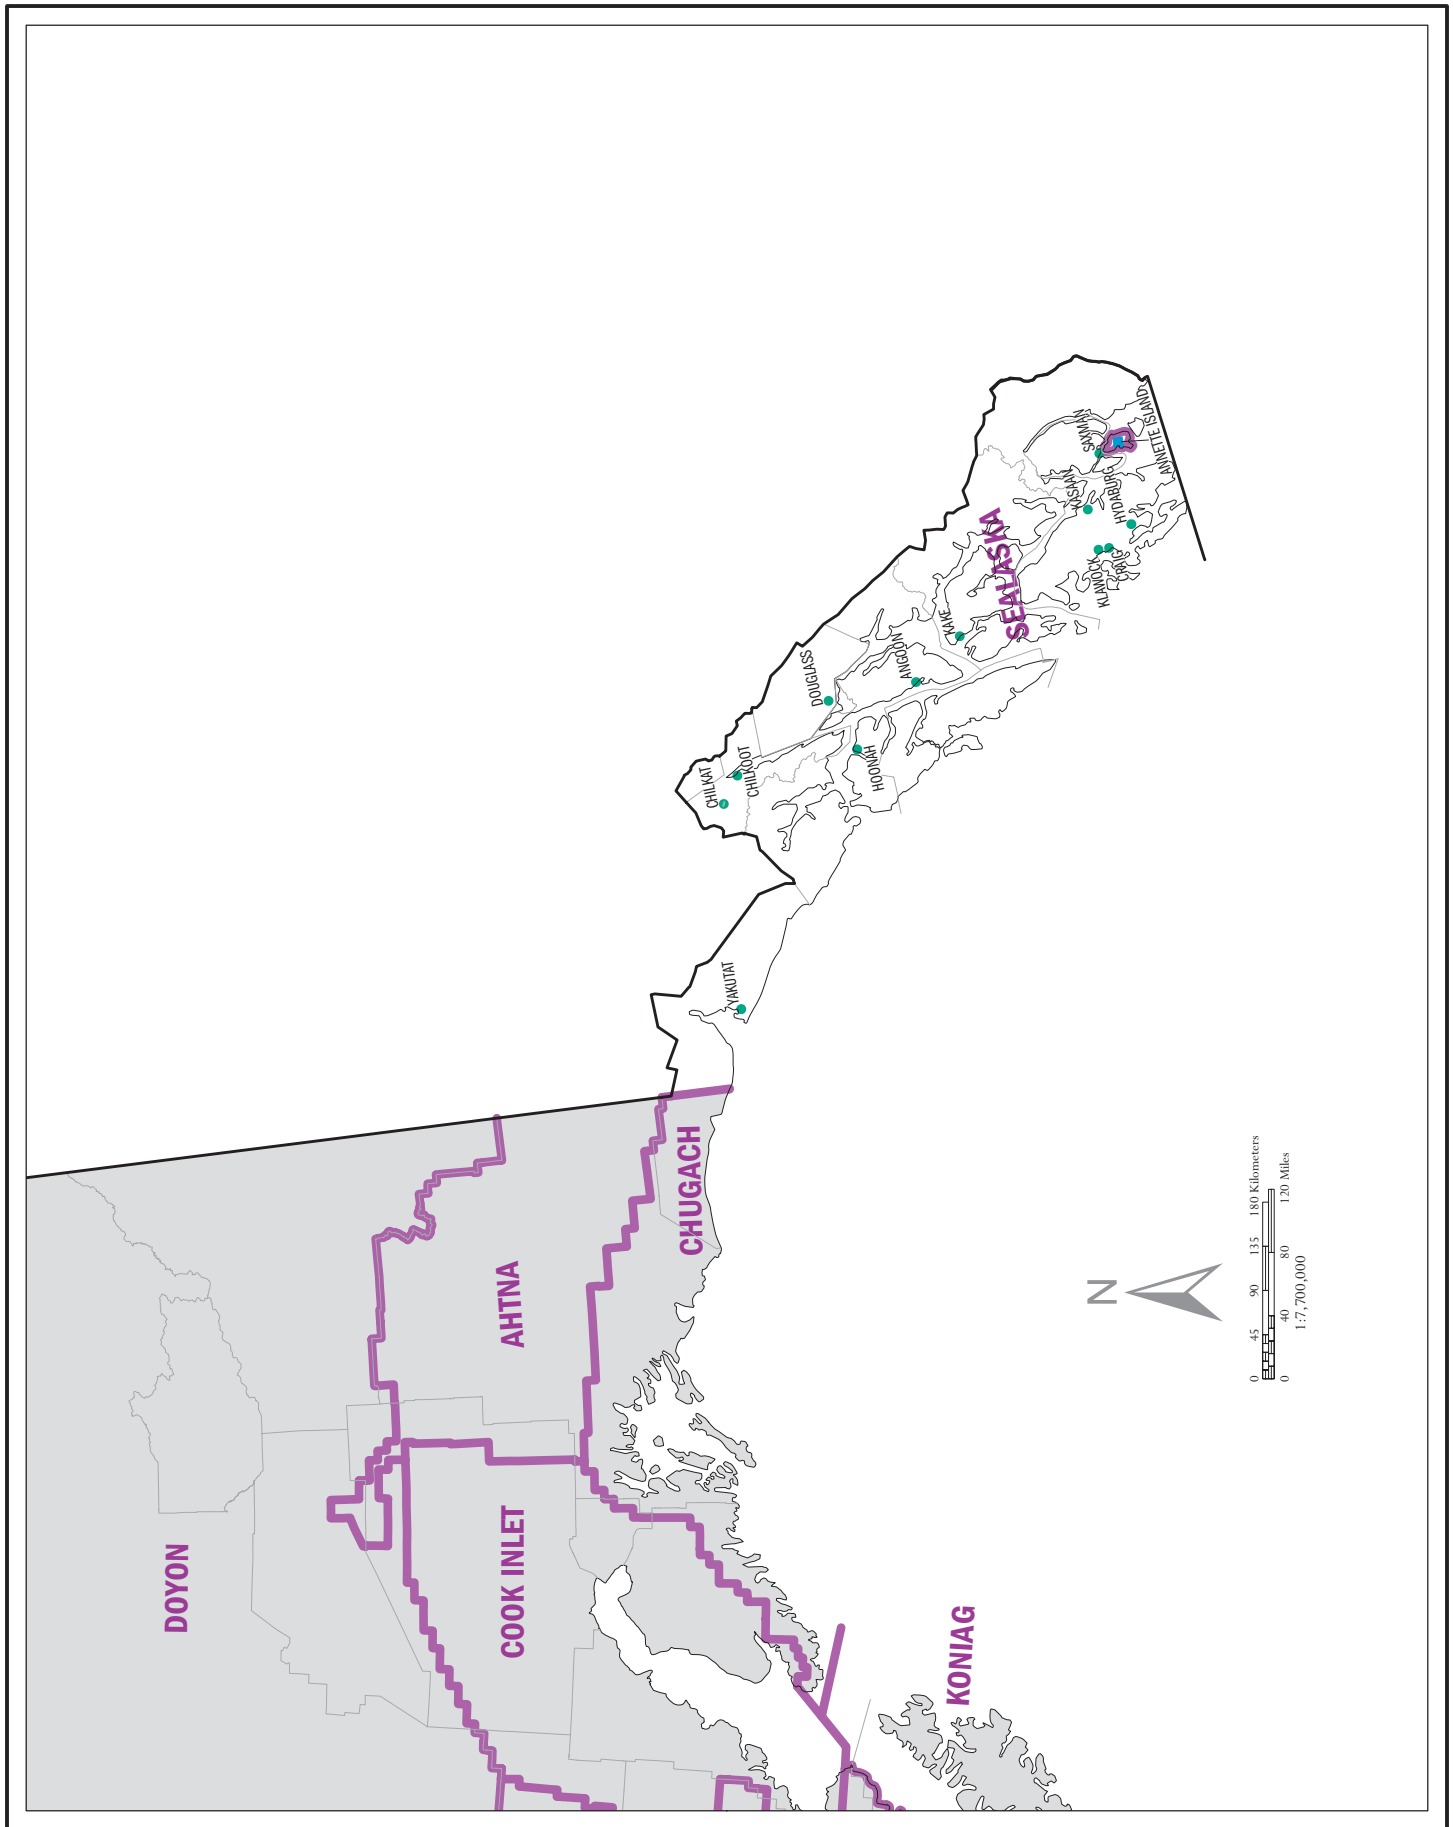 DOYON
AHTNA
COOK INLET
CHUGACH
KONIAG
SEALASKA
YAKUTAT
CHILKAT
CHILKOOT
DOUGLASS
HOONAH
ANGOON
KAKE
KLAWOCK
CRAIG
KASAAN
HYDABURG
SAXMAN
ANNETTE ISLAND
N
0 45 90 135 180 Kilometers
0 40 80 120 Miles
1:7,700,000